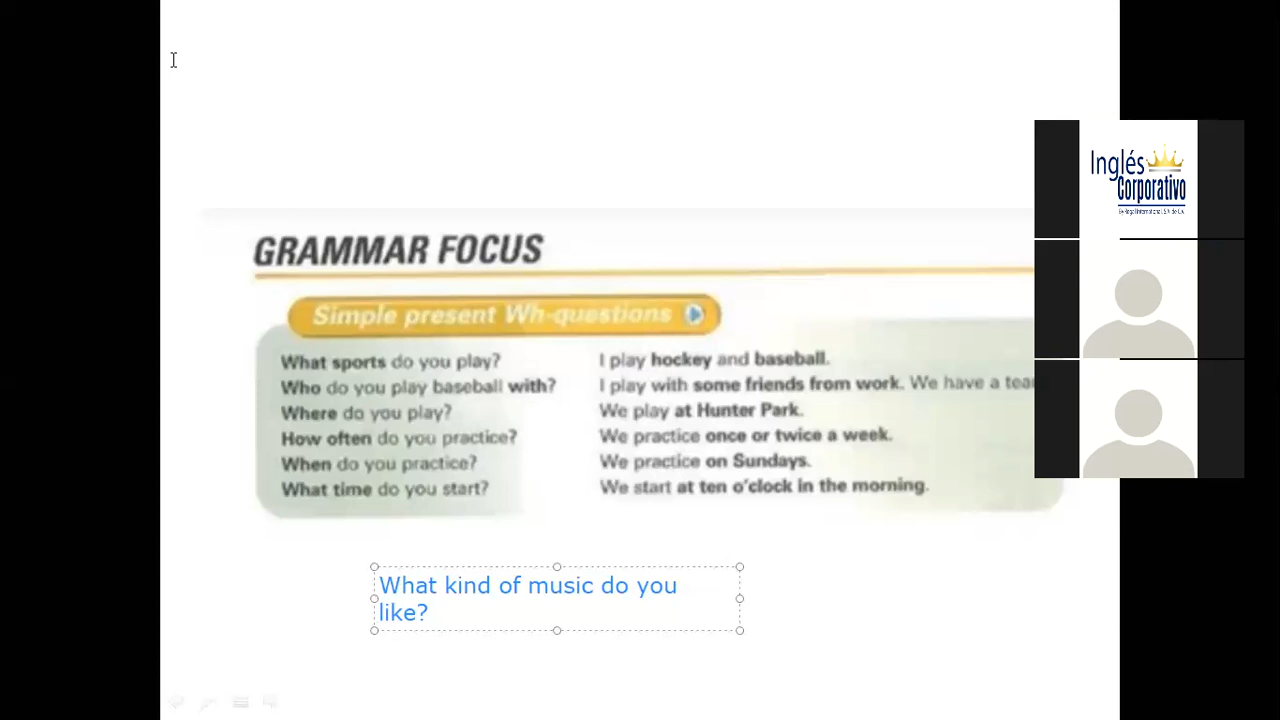 GRAMMAR FOCUS
Simple present Wh-questions
What sports do you play? I play hockey and baseball.
Who do you play baseball with? I play with some friends from work. We have a
Where do you play? We play at Hunter Park.
How often do you practice? We practice once or twice a week.
When do you practice? We practice on Sundays.
What time do you start? We start at ten o'clock in the morning.
What kind of music do you
like?
Inglés
Corporativo